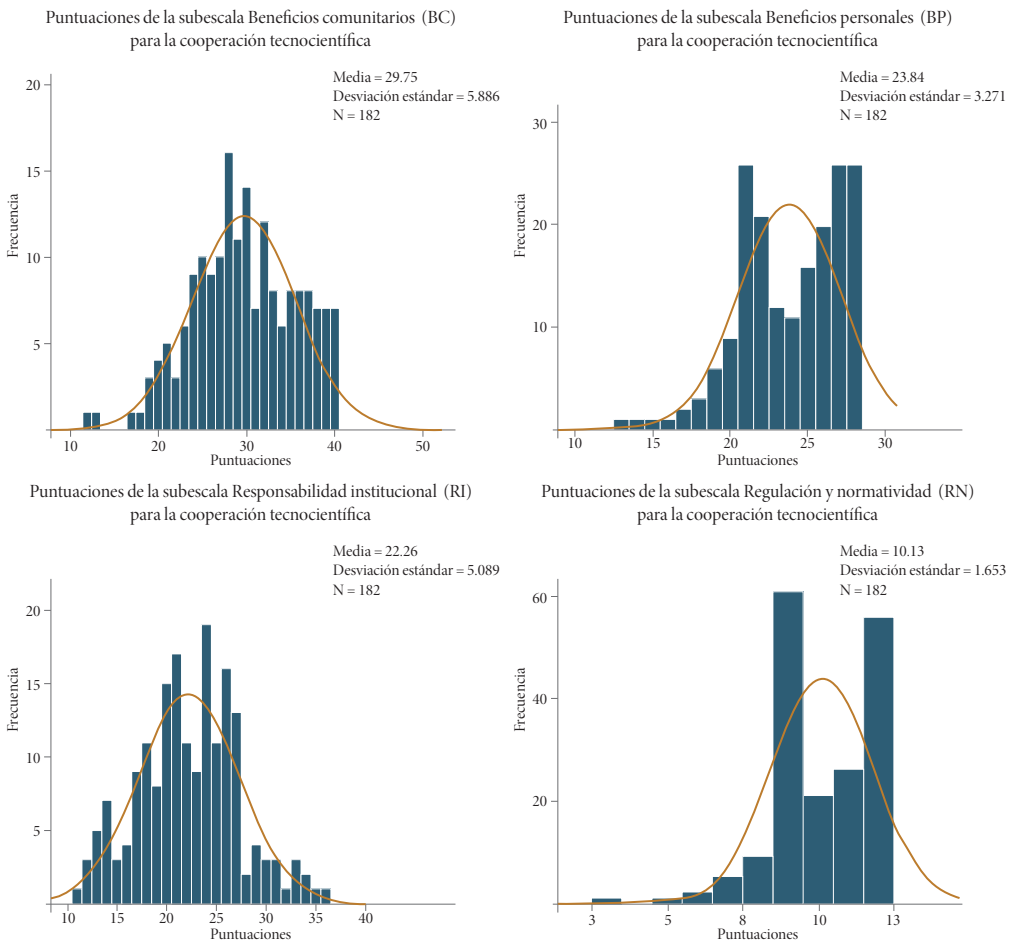 Puntuaciones de la subescala Beneficios comunitarios (BC)
para la cooperación tecnocientífica
Media = 29.75
Desviación estándar = 5.886
N = 182
20
15
10
5
Frecuencia
10 20 30 40 50
Puntuaciones
Puntuaciones de la subescala Beneficios personales (BP)
para la cooperación tecnocientífica
Media = 23.84
Desviación estándar = 3.271
N = 182
30
20
10
Frecuencia
10 15 20 25 30
Puntuaciones
Puntuaciones de la subescala Responsabilidad institucional (RI)
para la cooperación tecnocientífica
Media = 22.26
Desviación estándar = 5.089
N = 182
20
15
10
5
Frecuencia
10 15 20 25 30 35 40
Puntuaciones
Puntuaciones de la subescala Regulación y normatividad (RN)
para la cooperación tecnocientífica
Media = 10.13
Desviación estándar = 1.653
N = 182
60
40
20
Frecuencia
3 5 8 10 13
Puntuaciones